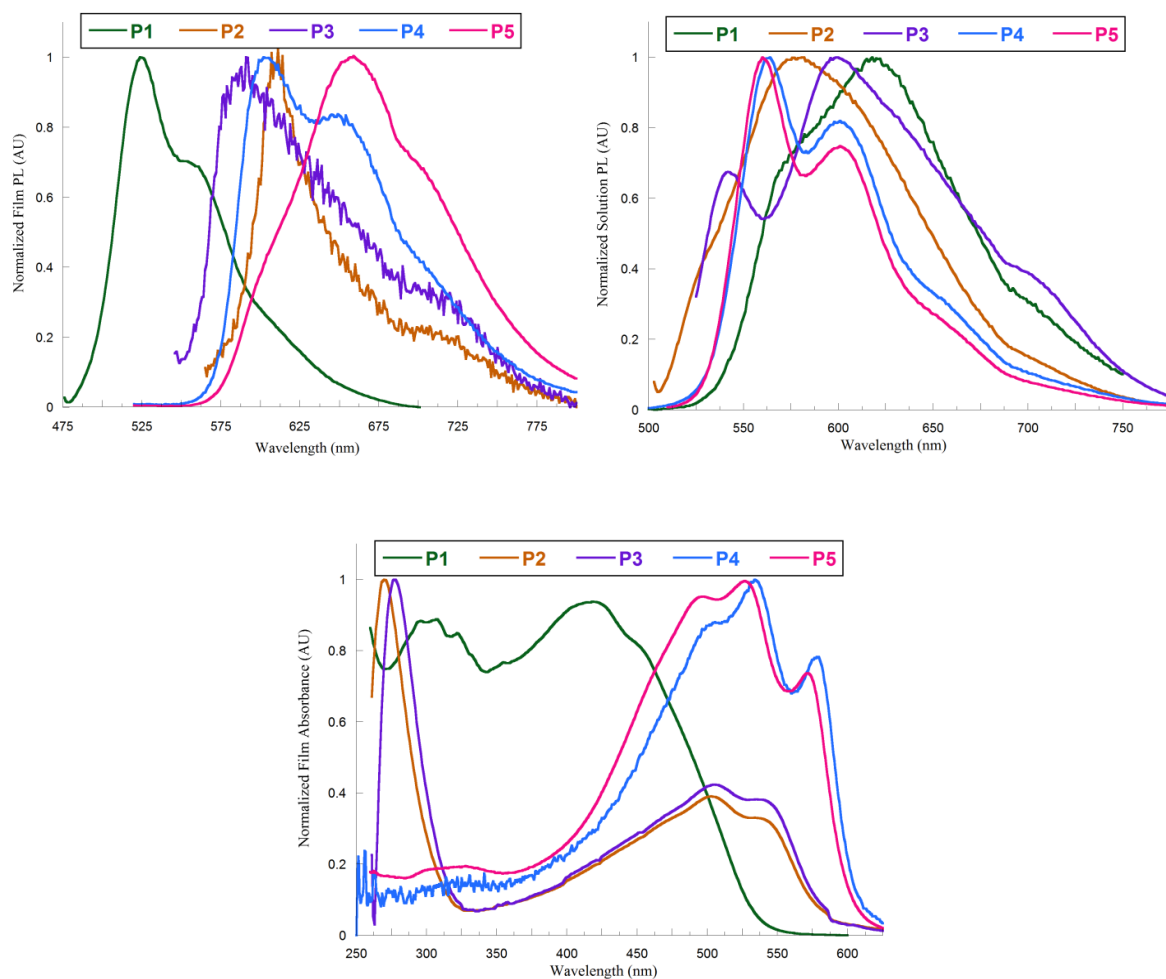 P1 P2 P3 P4 P5
Normalized Film PL (AU)
1
0.8
0.6
0.4
0.2
0
475 525 575 625 675 725 775
Wavelength (nm)
P1 P2 P3 P4 P5
Normalized Solution PL (AU)
1
0.8
0.6
0.4
0.2
0
500 550 600 650 700 750
Wavelength (nm)
P1 P2 P3 P4 P5
Normalized Film Absorbance (AU)
1
0.8
0.6
0.4
0.2
0
250 300 350 400 450 500 550 600
Wavelength (nm)